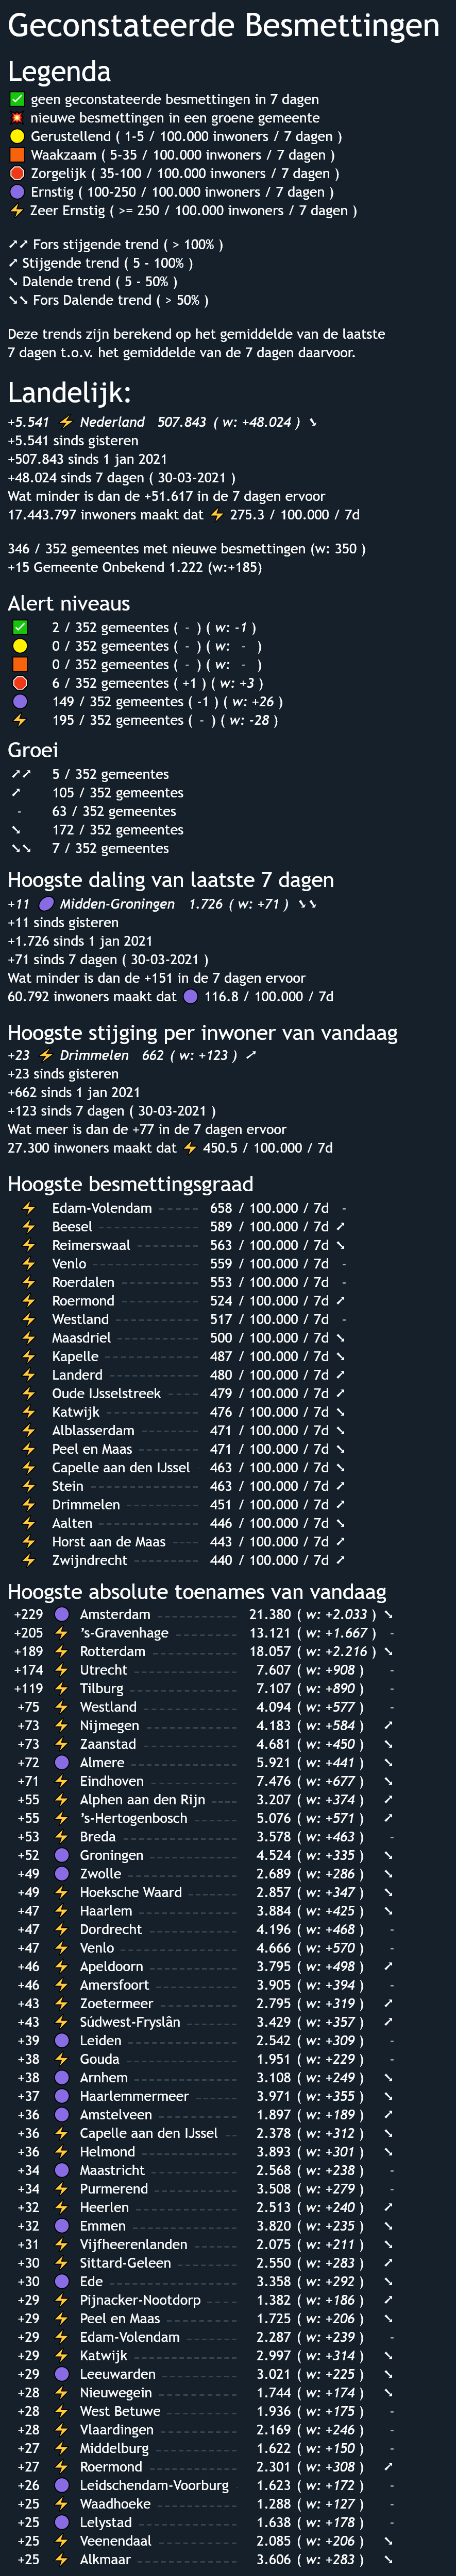 Geconstateerde Besmettingen
Legenda
✅ geen geconstateerde besmettingen in 7 dagen
💥 nieuwe besmettingen in een groene gemeente
🟡 Gerustellend ( 1-5 / 100.000 inwoners / 7 dagen )
🟧 Waakzaam ( 5-35 / 100.000 inwoners / 7 dagen )
🛑 Zorgelijk ( 35-100 / 100.000 inwoners / 7 dagen )
🟣 Ernstig ( 100-250 / 100.000 inwoners / 7 dagen )
⚡ Zeer Ernstig ( >= 250 / 100.000 inwoners / 7 dagen )
↗↗ Fors stijgende trend ( > 100% )
↗ Stijgende trend ( 5 - 100% )
↘ Dalende trend ( 5 - 50% )
↘↘ Fors Dalende trend ( > 50% )
Deze trends zijn berekend op het gemiddelde van de laatste
7 dagen t.o.v. het gemiddelde van de 7 dagen daarvoor.
Landelijk:
+5.541 ⚡ Nederland 507.843 ( w: +48.024 ) ↘
+5.541 sinds gisteren
+507.843 sinds 1 jan 2021
+48.024 sinds 7 dagen ( 30-03-2021 )
Wat minder is dan de +51.617 in de 7 dagen ervoor
17.443.797 inwoners maakt dat ⚡ 275.3 / 100.000 / 7d
346 / 352 gemeentes met nieuwe besmettingen (w: 350 )
+15 Gemeente Onbekend 1.222 (w:+185)
Alert niveaus
✅ 2 / 352 gemeentes ( - ) ( w: -1 )
🟡 0 / 352 gemeentes ( - ) ( w: - )
🟧 0 / 352 gemeentes ( - ) ( w: - )
🛑 6 / 352 gemeentes ( +1 ) ( w: +3 )
🟣 149 / 352 gemeentes ( -1 ) ( w: +26 )
⚡ 195 / 352 gemeentes ( - ) ( w: -28 )
Groei
↗↗ 5 / 352 gemeentes
↗ 105 / 352 gemeentes
- 63 / 352 gemeentes
↘ 172 / 352 gemeentes
↘↘ 7 / 352 gemeentes
Hoogste daling van laatste 7 dagen
+11 🟣 Midden-Groningen 1.726 ( w: +71 ) ↘↘
+11 sinds gisteren
+1.726 sinds 1 jan 2021
+71 sinds 7 dagen ( 30-03-2021 )
Wat minder is dan de +151 in de 7 dagen ervoor
60.792 inwoners maakt dat 🟣 116.8 / 100.000 / 7d
Hoogste stijging per inwoner van vandaag
+23 ⚡ Drimmelen 662 ( w: +123 ) ↗
+23 sinds gisteren
+662 sinds 1 jan 2021
+123 sinds 7 dagen ( 30-03-2021 )
Wat meer is dan de +77 in de 7 dagen ervoor
27.300 inwoners maakt dat ⚡ 450.5 / 100.000 / 7d
Hoogste besmettingsgraad
⚡ Edam-Volendam ------ 658 / 100.000 / 7d -
⚡ Beesel ------ 589 / 100.000 / 7d ↗
⚡ Reimerswaal ------ 563 / 100.000 / 7d ↘
⚡ Venlo ------ 559 / 100.000 / 7d -
⚡ Roerdalen ------ 553 / 100.000 / 7d -
⚡ Roermond ------ 524 / 100.000 / 7d ↗
⚡ Westland ------ 517 / 100.000 / 7d -
⚡ Maasdriel ------ 500 / 100.000 / 7d ↘
⚡ Kapelle ------ 487 / 100.000 / 7d ↘
⚡ Landerd ------ 480 / 100.000 / 7d ↗
⚡ Oude IJsselstreek ---- 479 / 100.000 / 7d ↗
⚡ Katwijk ------ 476 / 100.000 / 7d ↘
⚡ Alblasserdam ------ 471 / 100.000 / 7d ↘
⚡ Peel en Maas ------ 471 / 100.000 / 7d ↘
⚡ Capelle aan den IJssel 463 / 100.000 / 7d ↘
⚡ Stein ------ 463 / 100.000 / 7d ↗
⚡ Drimmelen ------ 451 / 100.000 / 7d ↗
⚡ Aalten ------ 446 / 100.000 / 7d ↘
⚡ Horst aan de Maas ---- 443 / 100.000 / 7d ↗
⚡ Zwijndrecht ------ 440 / 100.000 / 7d ↗
Hoogste absolute toenames van vandaag
+229 🟣 Amsterdam ------ 21.380 ( w: +2.033 ) ↘
+205 ⚡ 's-Gravenhage ------ 13.121 ( w: +1.667 ) -
+189 ⚡ Rotterdam ------ 18.057 ( w: +2.216 ) ↘
+174 ⚡ Utrecht ------ 7.607 ( w: +908 ) -
+119 ⚡ Tilburg ------ 7.107 ( w: +890 ) -
+75 ⚡ Westland ------ 4.094 ( w: +577 ) -
+73 ⚡ Nijmegen ------ 4.183 ( w: +584 ) ↗
+73 ⚡ Zaanstad ------ 4.681 ( w: +450 ) ↘
+72 🟣 Almere ------ 5.921 ( w: +441 ) ↘
+71 ⚡ Eindhoven ------ 7.476 ( w: +677 ) ↘
+55 ⚡ Alphen aan den Rijn ---- 3.207 ( w: +374 ) ↗
+55 ⚡ 's-Hertogenbosch ------ 5.076 ( w: +571 ) ↗
+53 ⚡ Breda ------ 3.578 ( w: +463 ) -
+52 🟣 Groningen ------ 4.524 ( w: +335 ) ↘
+49 🟣 Zwolle ------ 2.689 ( w: +286 ) ↘
+49 ⚡ Hoeksche Waard ------ 2.857 ( w: +347 ) ↘
+47 ⚡ Haarlem ------ 3.884 ( w: +425 ) ↘
+47 ⚡ Dordrecht ------ 4.196 ( w: +468 ) -
+47 ⚡ Venlo ------ 4.666 ( w: +570 ) -
+46 ⚡ Apeldoorn ------ 3.795 ( w: +498 ) ↗
+46 ⚡ Amersfoort ------ 3.905 ( w: +394 ) -
+43 ⚡ Zoetermeer ------ 2.795 ( w: +319 ) ↗
+43 ⚡ Súdwest-Fryslân ------ 3.429 ( w: +357 ) ↗
+39 🟣 Leiden ------ 2.542 ( w: +309 ) -
+38 ⚡ Gouda ------ 1.951 ( w: +229 ) -
+38 🟣 Arnhem ------ 3.108 ( w: +249 ) ↘
+37 🟣 Haarlemmermeer ------ 3.971 ( w: +355 ) ↘
+36 🟣 Amstelveen ------ 1.897 ( w: +189 ) ↗
+36 ⚡ Capelle aan den IJssel -- 2.378 ( w: +312 ) ↘
+36 ⚡ Helmond ------ 3.893 ( w: +301 ) ↘
+34 🟣 Maastricht ------ 2.568 ( w: +238 ) -
+34 ⚡ Purmerend ------ 3.508 ( w: +279 ) -
+32 ⚡ Heerlen ------ 2.513 ( w: +240 ) ↗
+32 🟣 Emmen ------ 3.820 ( w: +235 ) ↘
+31 ⚡ Vijfheerenlanden ------ 2.075 ( w: +211 ) ↘
+30 ⚡ Sittard-Geleen ------ 2.550 ( w: +283 ) ↗
+30 🟣 Ede ------ 3.358 ( w: +292 ) ↘
+29 ⚡ Pijnacker-Nootdorp ---- 1.382 ( w: +186 ) ↗
+29 ⚡ Peel en Maas ------ 1.725 ( w: +206 ) ↘
+29 ⚡ Edam-Volendam ------ 2.287 ( w: +239 ) -
+29 ⚡ Katwijk ------ 2.997 ( w: +314 ) ↘
+29 🟣 Leeuwarden ------ 3.021 ( w: +225 ) ↘
+28 ⚡ Nieuwegein ------ 1.744 ( w: +174 ) ↘
+28 ⚡ West Betuwe ------ 1.936 ( w: +175 ) -
+28 ⚡ Vlaardingen ------ 2.169 ( w: +246 ) -
+27 ⚡ Middelburg ------ 1.622 ( w: +150 ) -
+27 ⚡ Roermond ------ 2.301 ( w: +308 ) ↗
+26 🟣 Leidschendam-Voorburg 1.623 ( w: +172 ) -
+25 ⚡ Waadhoeke ------ 1.288 ( w: +127 ) -
+25 🟣 Lelystad ------ 1.638 ( w: +178 ) -
+25 ⚡ Veenendaal ------ 2.085 ( w: +206 ) ↘
+25 ⚡ Alkmaar ------ 3.606 ( w: +283 ) ↘